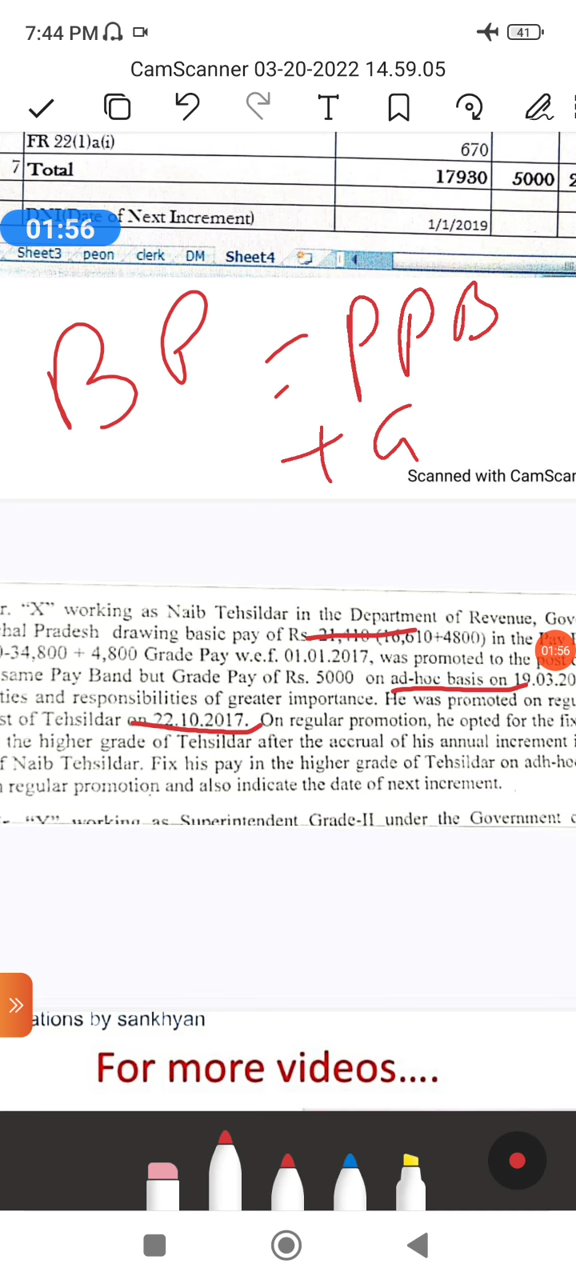 7:44 PM
41
CamScanner 03-20-2022 14.59.05
T
FR 22(1)a(i) 670
7 Total 17930 5000 2
of Next Increment) 1/1/2019
01:56
Sheet3 peon clerk DM Sheet4
BP = PPB
+ G
Scanned with CamScan
r. "X" working as Naib Tehsildar in the Department of Revenue, Gov
hal Pradesh drawing basic pay of Rs 21,410 (16,610+4800) in the Pay
0-34,800 + 4,800 Grade Pay w.e.f. 01.01.2017, was promoted to the post
01:56
same Pay Band but Grade Pay of Rs. 5000 on ad-hoc basis on 19.03.20
ties and responsibilities of greater importance. He was promoted on regu
st of Tehsildar on 22.10.2017. On regular promotion, he opted for the fix
the higher grade of Tehsildar after the accrual of his annual increment i
f Naib Tehsildar. Fix his pay in the higher grade of Tehsildar on adh-ho
regular promotion and also indicate the date of next increment.
"Y" working as Superintendent Grade-II under the Government
ations by sankhyan
For more videos....